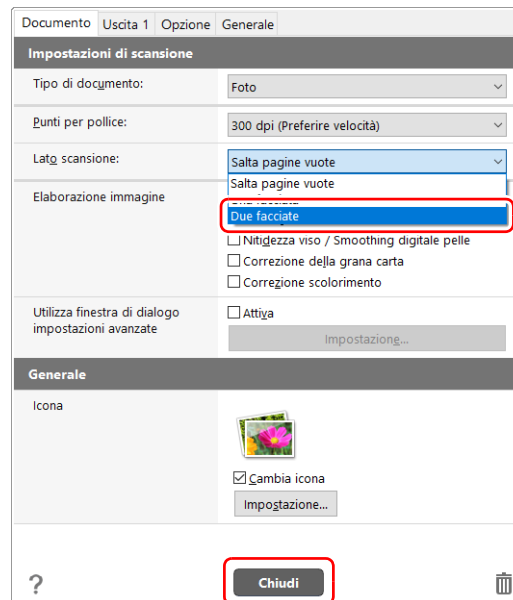 Documento Uscita 1 Opzione Generale
Impostazioni di scansione
Tipo di documento:
Foto
Punti per pollice:
300 dpi (Preferire velocità)
Lato scansione:
Salta pagine vuote
Salta pagine vuote
Due facciate
Elaborazione immagine
Nitidezza viso / Smoothing digitale pelle
Correzione della grana carta
Correzione scolorimento
Utilizza finestra di dialogo
impostazioni avanzate
Attiva
Impostazione...
Generale
Icona
Cambia icona
Impostazione...
?
Chiudi